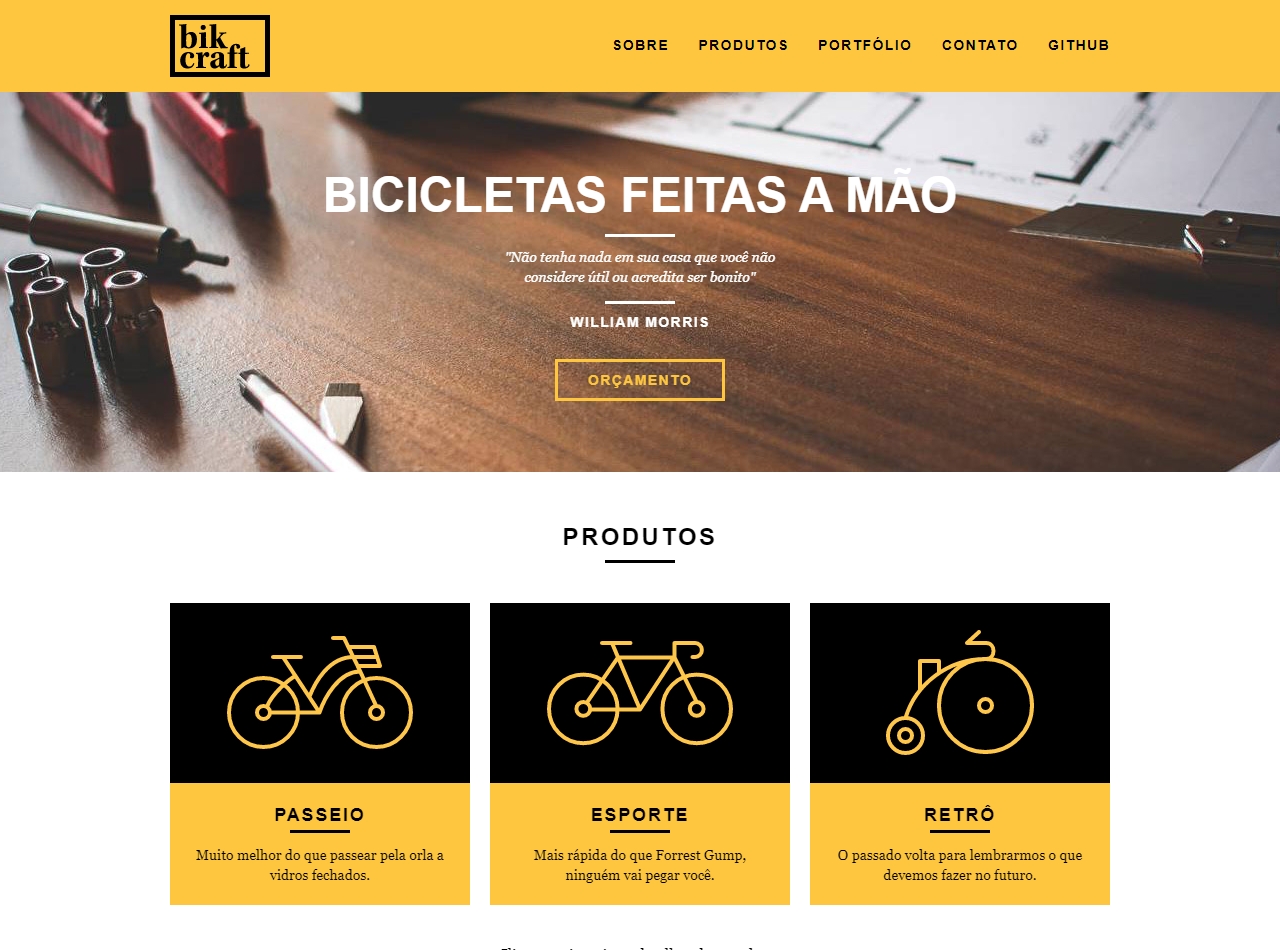 bik
craft
SOBRE PRODUTOS PORTFÓLIO CONTATO GITHUB
BICICLETAS FEITAS A MÃO
"Não tenha nada em sua casa que você não
considere útil ou acredita ser bonito"
WILLIAM MORRIS
ORÇAMENTO
PRODUTOS
PASSEIO
Muito melhor do que passear pela orla a
vidros fechados.
ESPORTE
Mais rápida do que Forrest Gump,
ninguém vai pegar você.
RETRÔ
O passado volta para lembrarmos o que
devemos fazer no futuro.